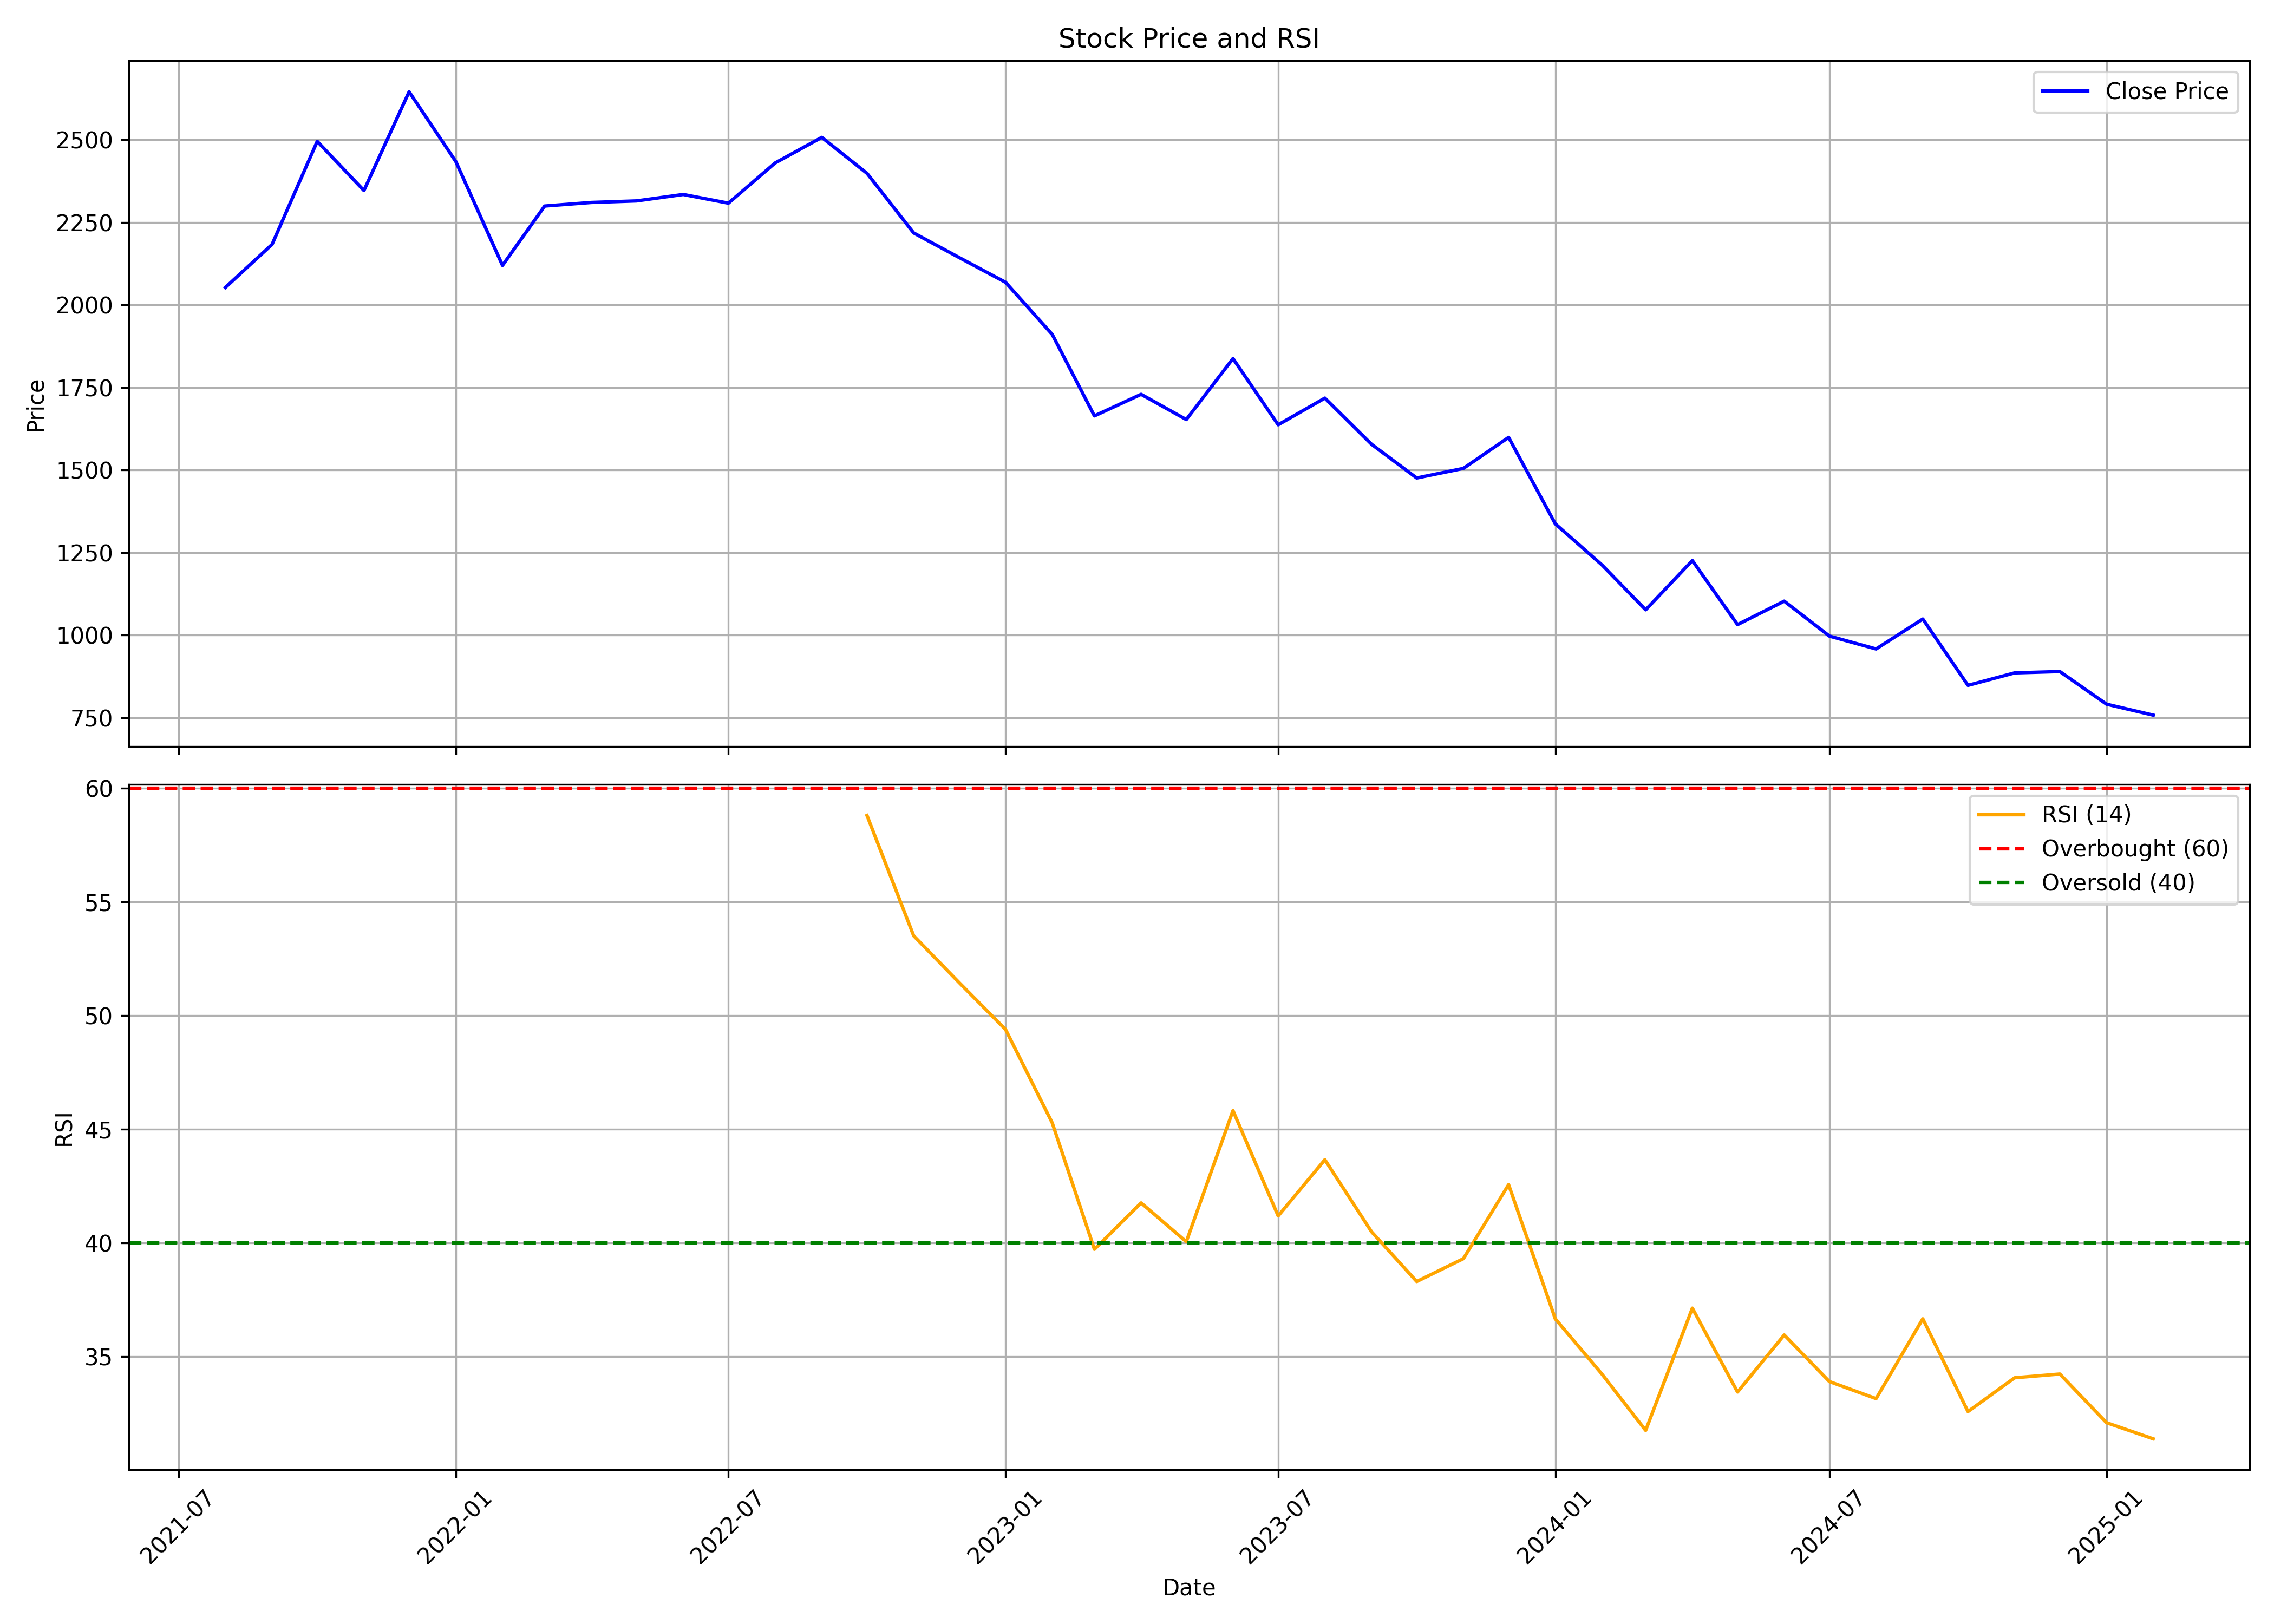 Stock Price and RSI
Close Price
Price
2500
2250
2000
1750
1500
1250
1000
750
RSI (14)
Overbought (60)
Oversold (40)
RSI
60
55
50
45
40
35
2021-07
2022-01
2022-07
2023-01
2023-07
2024-01
2024-07
2025-01
Date